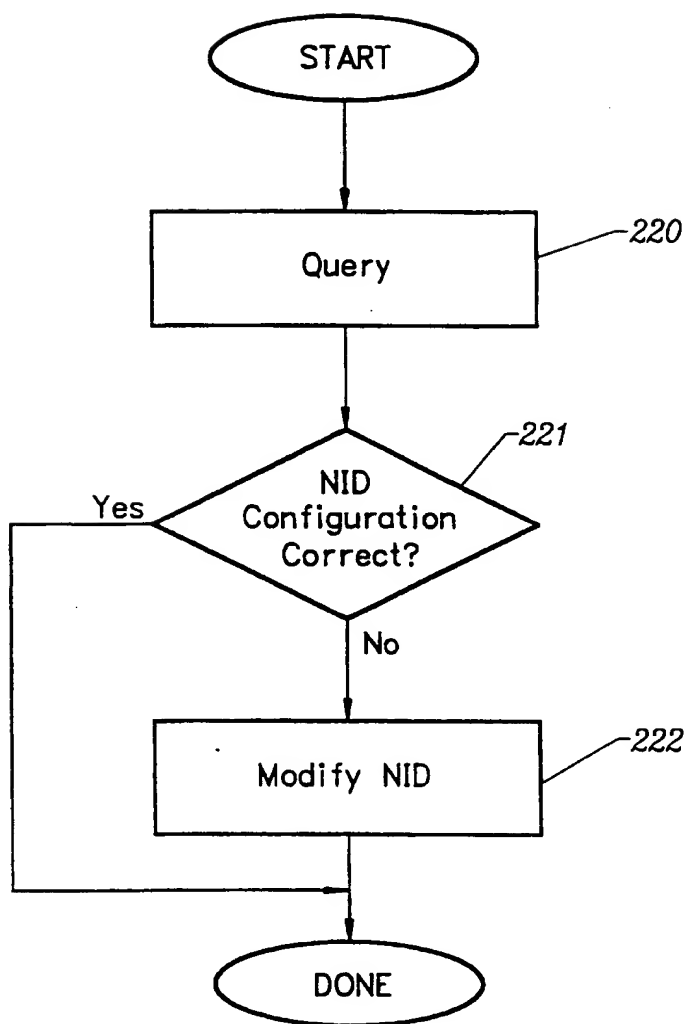 START
Query
220
221
NID
Configuration
Correct?
Yes
No
Modify NID
222
DONE